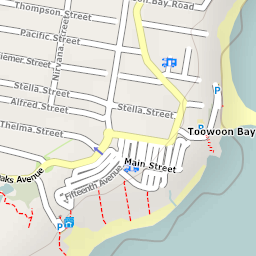 Thompson Street
Bay Road
Pacific Street
Nirvana Street
Stella Street
Alfred Street
Stella Street
Thelma Street
Toowoon Bay
Main Street
Fifteenth Avenue
aks Avenue
P
P
P